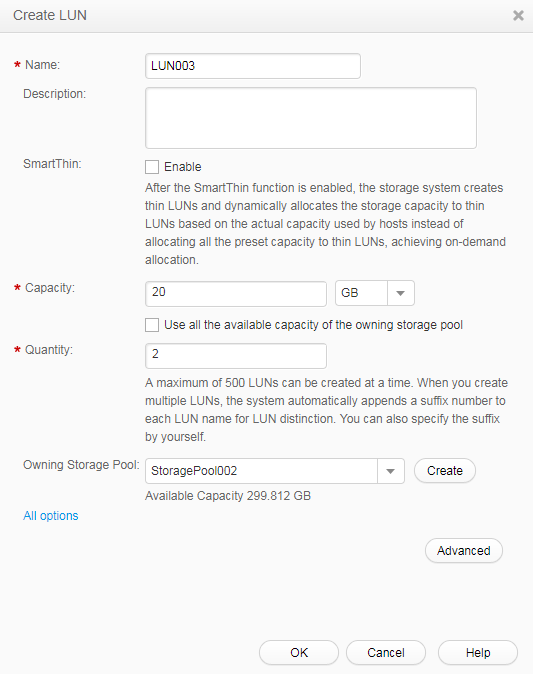 Create LUN
* Name: LUN003
Description:
SmartThin: Enable
After the SmartThin function is enabled, the storage system creates
thin LUNs and dynamically allocates the storage capacity to thin
LUNs based on the actual capacity used by hosts instead of
allocating all the preset capacity to thin LUNs, achieving on-demand
allocation.
* Capacity: 20 GB
Use all the available capacity of the owning storage pool
* Quantity: 2
A maximum of 500 LUNs can be created at a time. When you create
multiple LUNs, the system automatically appends a suffix number to
each LUN name for LUN distinction. You can also specify the suffix
by yourself.
Owning Storage Pool: StoragePool002 Create
Available Capacity 299.812 GB
All options
Advanced
OK Cancel Help